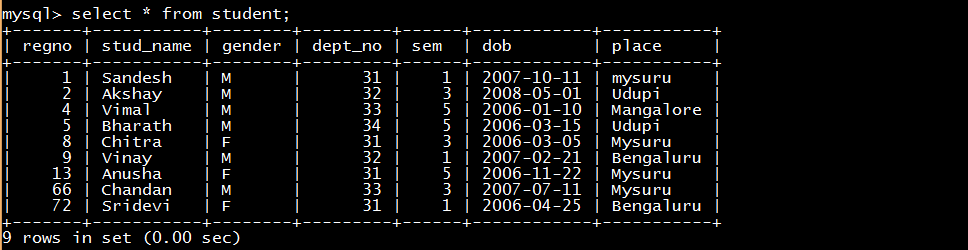 mysql> select * from student;
+-------+-----------+--------+---------+------+------------+-----------+
| regno | stud_name | gender | dept_no | sem  | dob        | place     |
+-------+-----------+--------+---------+------+------------+-----------+
|     1 | Sandesh   | M      |      31 |    1 | 2007-10-11 | mysuru    |
|     2 | Akshay    | M      |      32 |    3 | 2008-05-01 | Udupi     |
|     4 | Vimal     | M      |      33 |    5 | 2006-01-10 | Mangalore |
|     5 | Bharath   | M      |      34 |    5 | 2006-03-15 | Udupi     |
|     8 | Chitra    | F      |      31 |    3 | 2006-03-05 | Mysuru    |
|     9 | Vinay     | M      |      32 |    1 | 2007-02-21 | Bengaluru |
|    13 | Anusha    | F      |      31 |    5 | 2006-11-22 | Mysuru    |
|    66 | Chandan   | M      |      33 |    3 | 2007-07-11 | Mysuru    |
|    72 | Sridevi   | F      |      31 |    1 | 2006-04-25 | Bengaluru |
+-------+-----------+--------+---------+------+------------+-----------+
9 rows in set (0.00 sec)